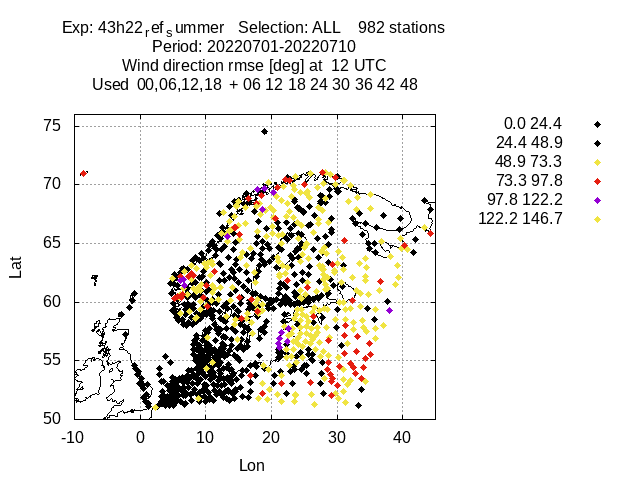 Exp: 43h22refsummer Selection: ALL 982 stations
Period: 20220701-20220710
Wind direction rmse [deg] at 12 UTC
Used 00,06,12,18 + 06 12 18 24 30 36 42 48
75
70
65
60
55
50
Lat
-10 0 10 20 30 40
Lon
0.0 24.4
24.4 48.9
48.9 73.3
73.3 97.8
97.8 122.2
122.2 146.7